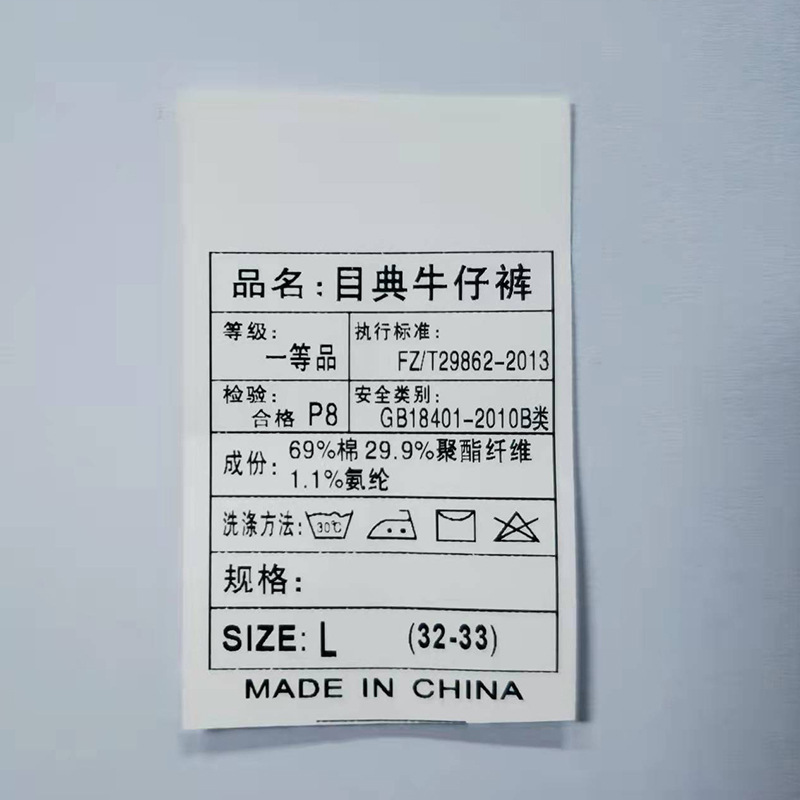 品名:目典牛仔裤
等级:
一等品
执行标准:
FZ/T29862-2013
检验:
合格 P8
安全类别:
GB18401-2010B类
成份: 69%棉 29.9%聚酯纤维
1.1%氨纶
洗涤方法: 30℃
规格:
SIZE: L (32-33)
MADE IN CHINA